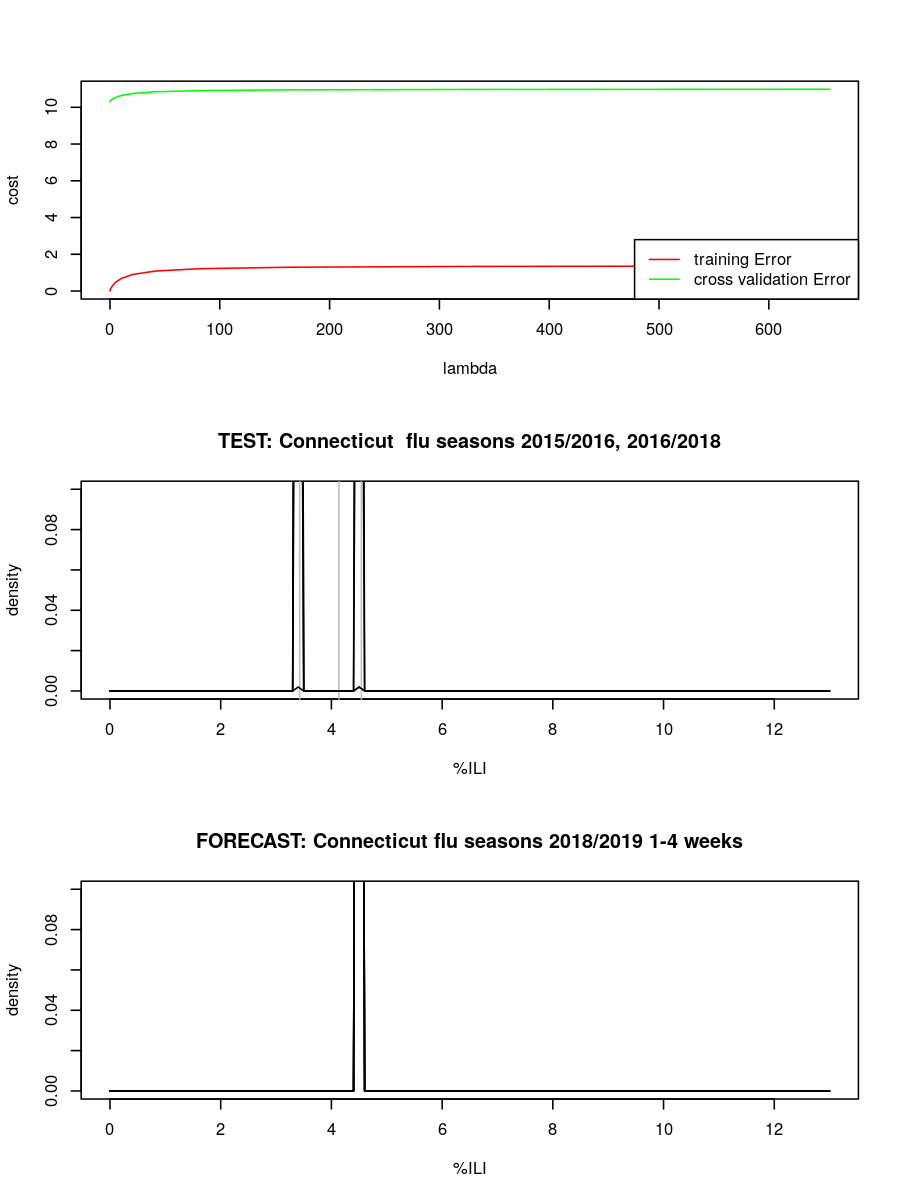 10
8
6
4
2
0
cost
training Error
cross validation Error
0 100 200 300 400 500 600
lambda
TEST: Connecticut  flu seasons 2015/2016, 2016/2018
0.08
0.04
0.00
density
0 2 4 6 8 10 12
%ILI
FORECAST: Connecticut flu seasons 2018/2019 1-4 weeks
0.08
0.04
0.00
density
0 2 4 6 8 10 12
%ILI